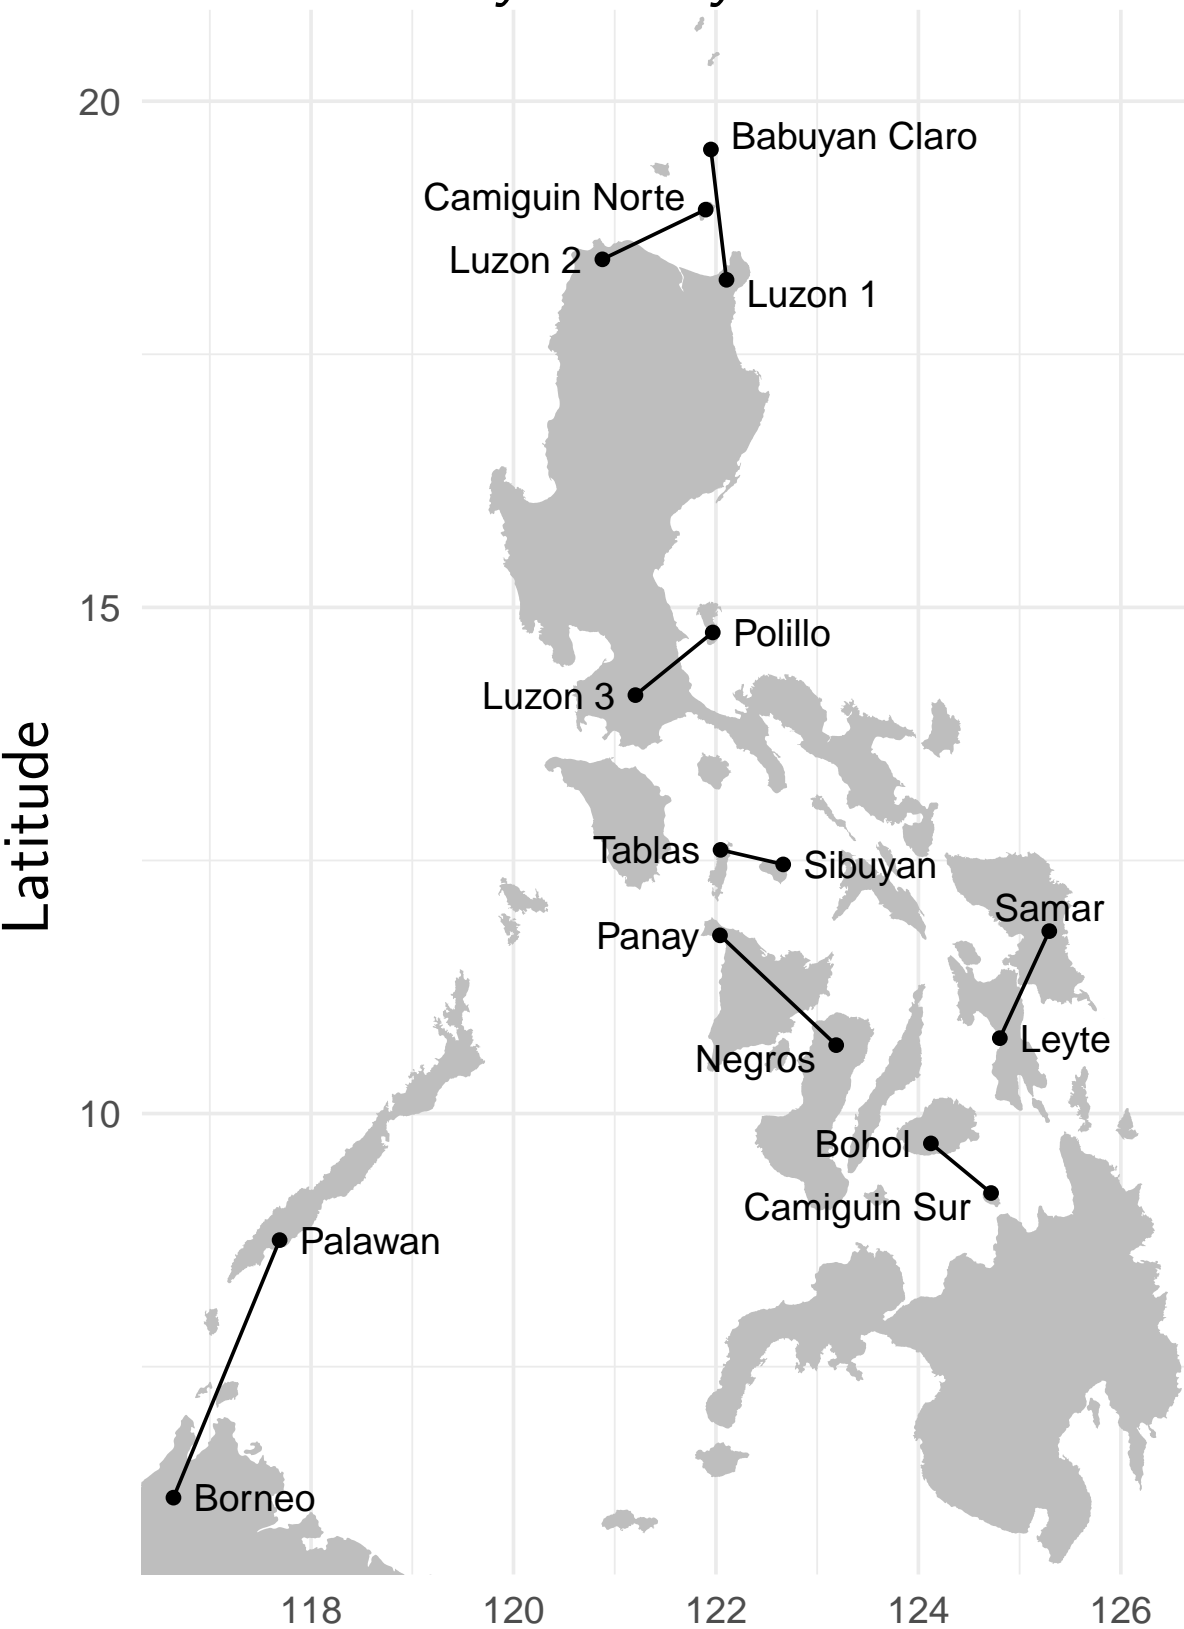 20
Babuyan Claro
Camiguin Norte
Luzon 2
Luzon 1
15
Polillo
Luzon 3
Latitude
Tablas
Sibuyan
Samar
Panay
Leyte
Negros
10
Bohol
Camiguin Sur
Palawan
Borneo
118
120
122
124
126